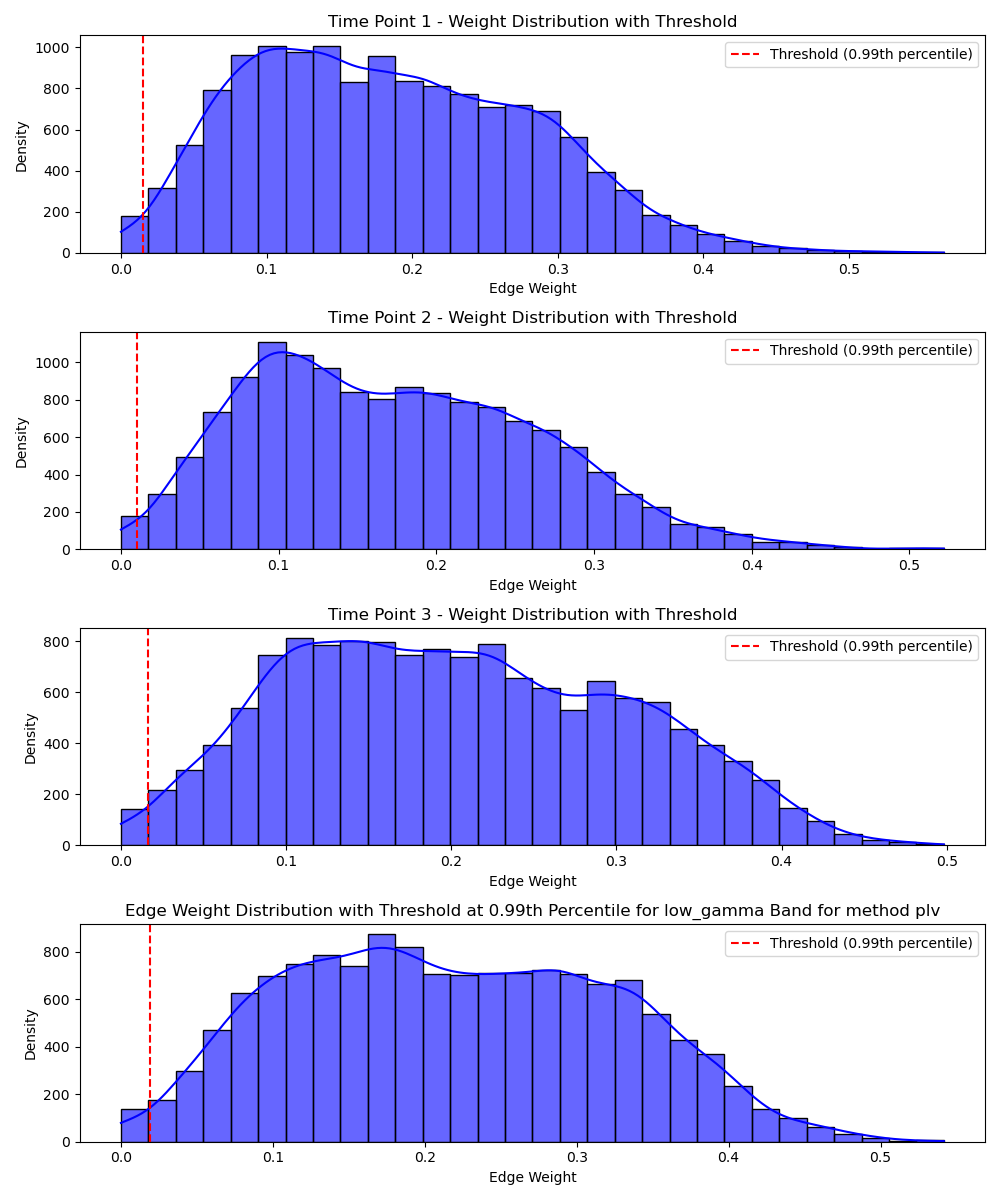 Time Point 1 - Weight Distribution with Threshold
Threshold (0.99th percentile)
1000
800
600
400
200
0
Density
0.0 0.1 0.2 0.3 0.4 0.5
Edge Weight
Time Point 2 - Weight Distribution with Threshold
Threshold (0.99th percentile)
1000
800
600
400
200
0
Density
0.0 0.1 0.2 0.3 0.4 0.5
Edge Weight
Time Point 3 - Weight Distribution with Threshold
Threshold (0.99th percentile)
800
600
400
200
0
Density
0.0 0.1 0.2 0.3 0.4 0.5
Edge Weight
Edge Weight Distribution with Threshold at 0.99th Percentile for low_gamma Band for method plv
Threshold (0.99th percentile)
800
600
400
200
0
Density
0.0 0.1 0.2 0.3 0.4 0.5
Edge Weight